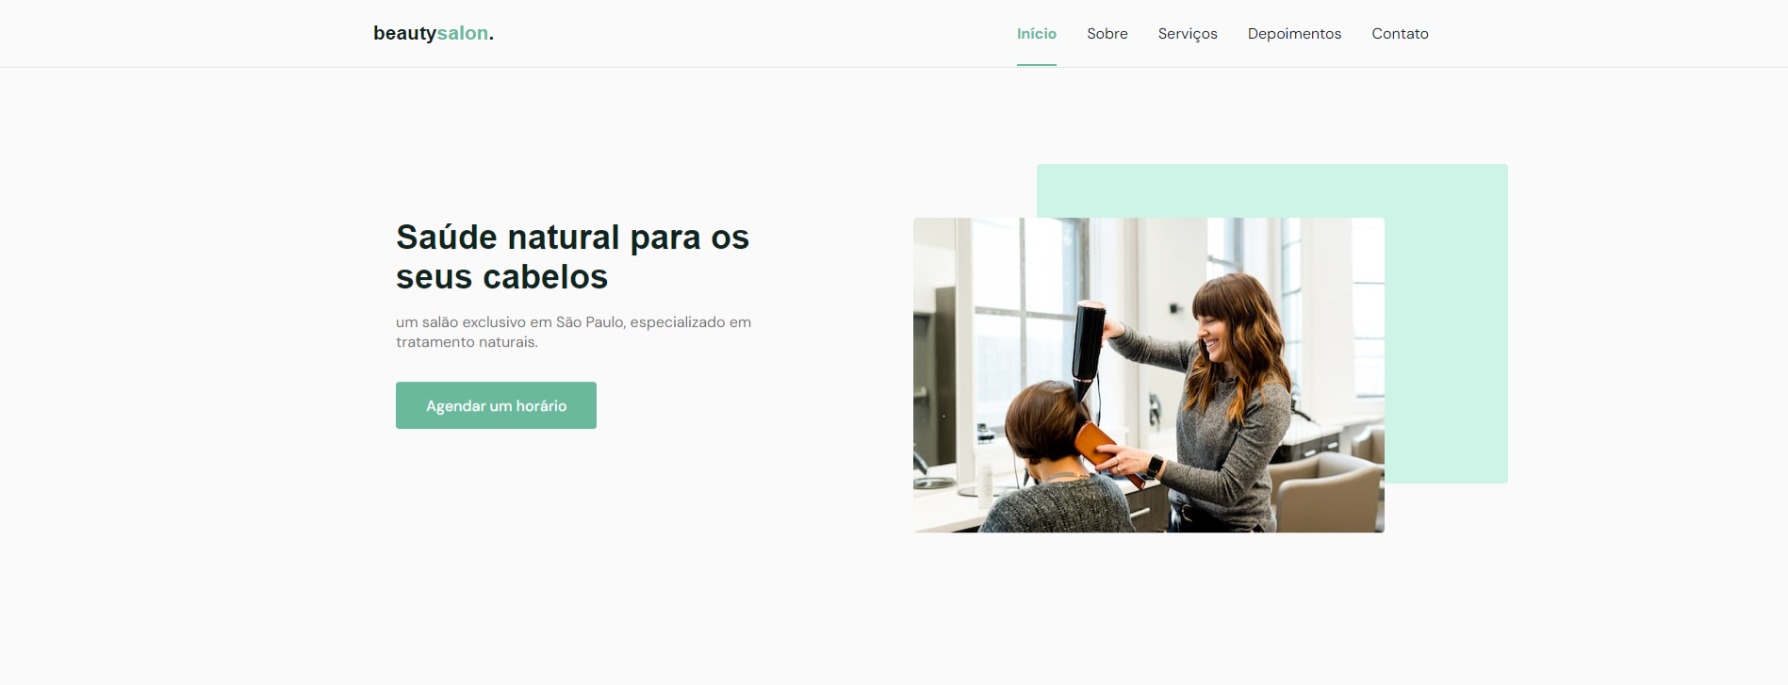 beautysalon.
Início Sobre Serviços Depoimentos Contato
Saúde natural para os
seus cabelos
um salão exclusivo em São Paulo, especializado em
tratamento naturais.
Agendar um horário